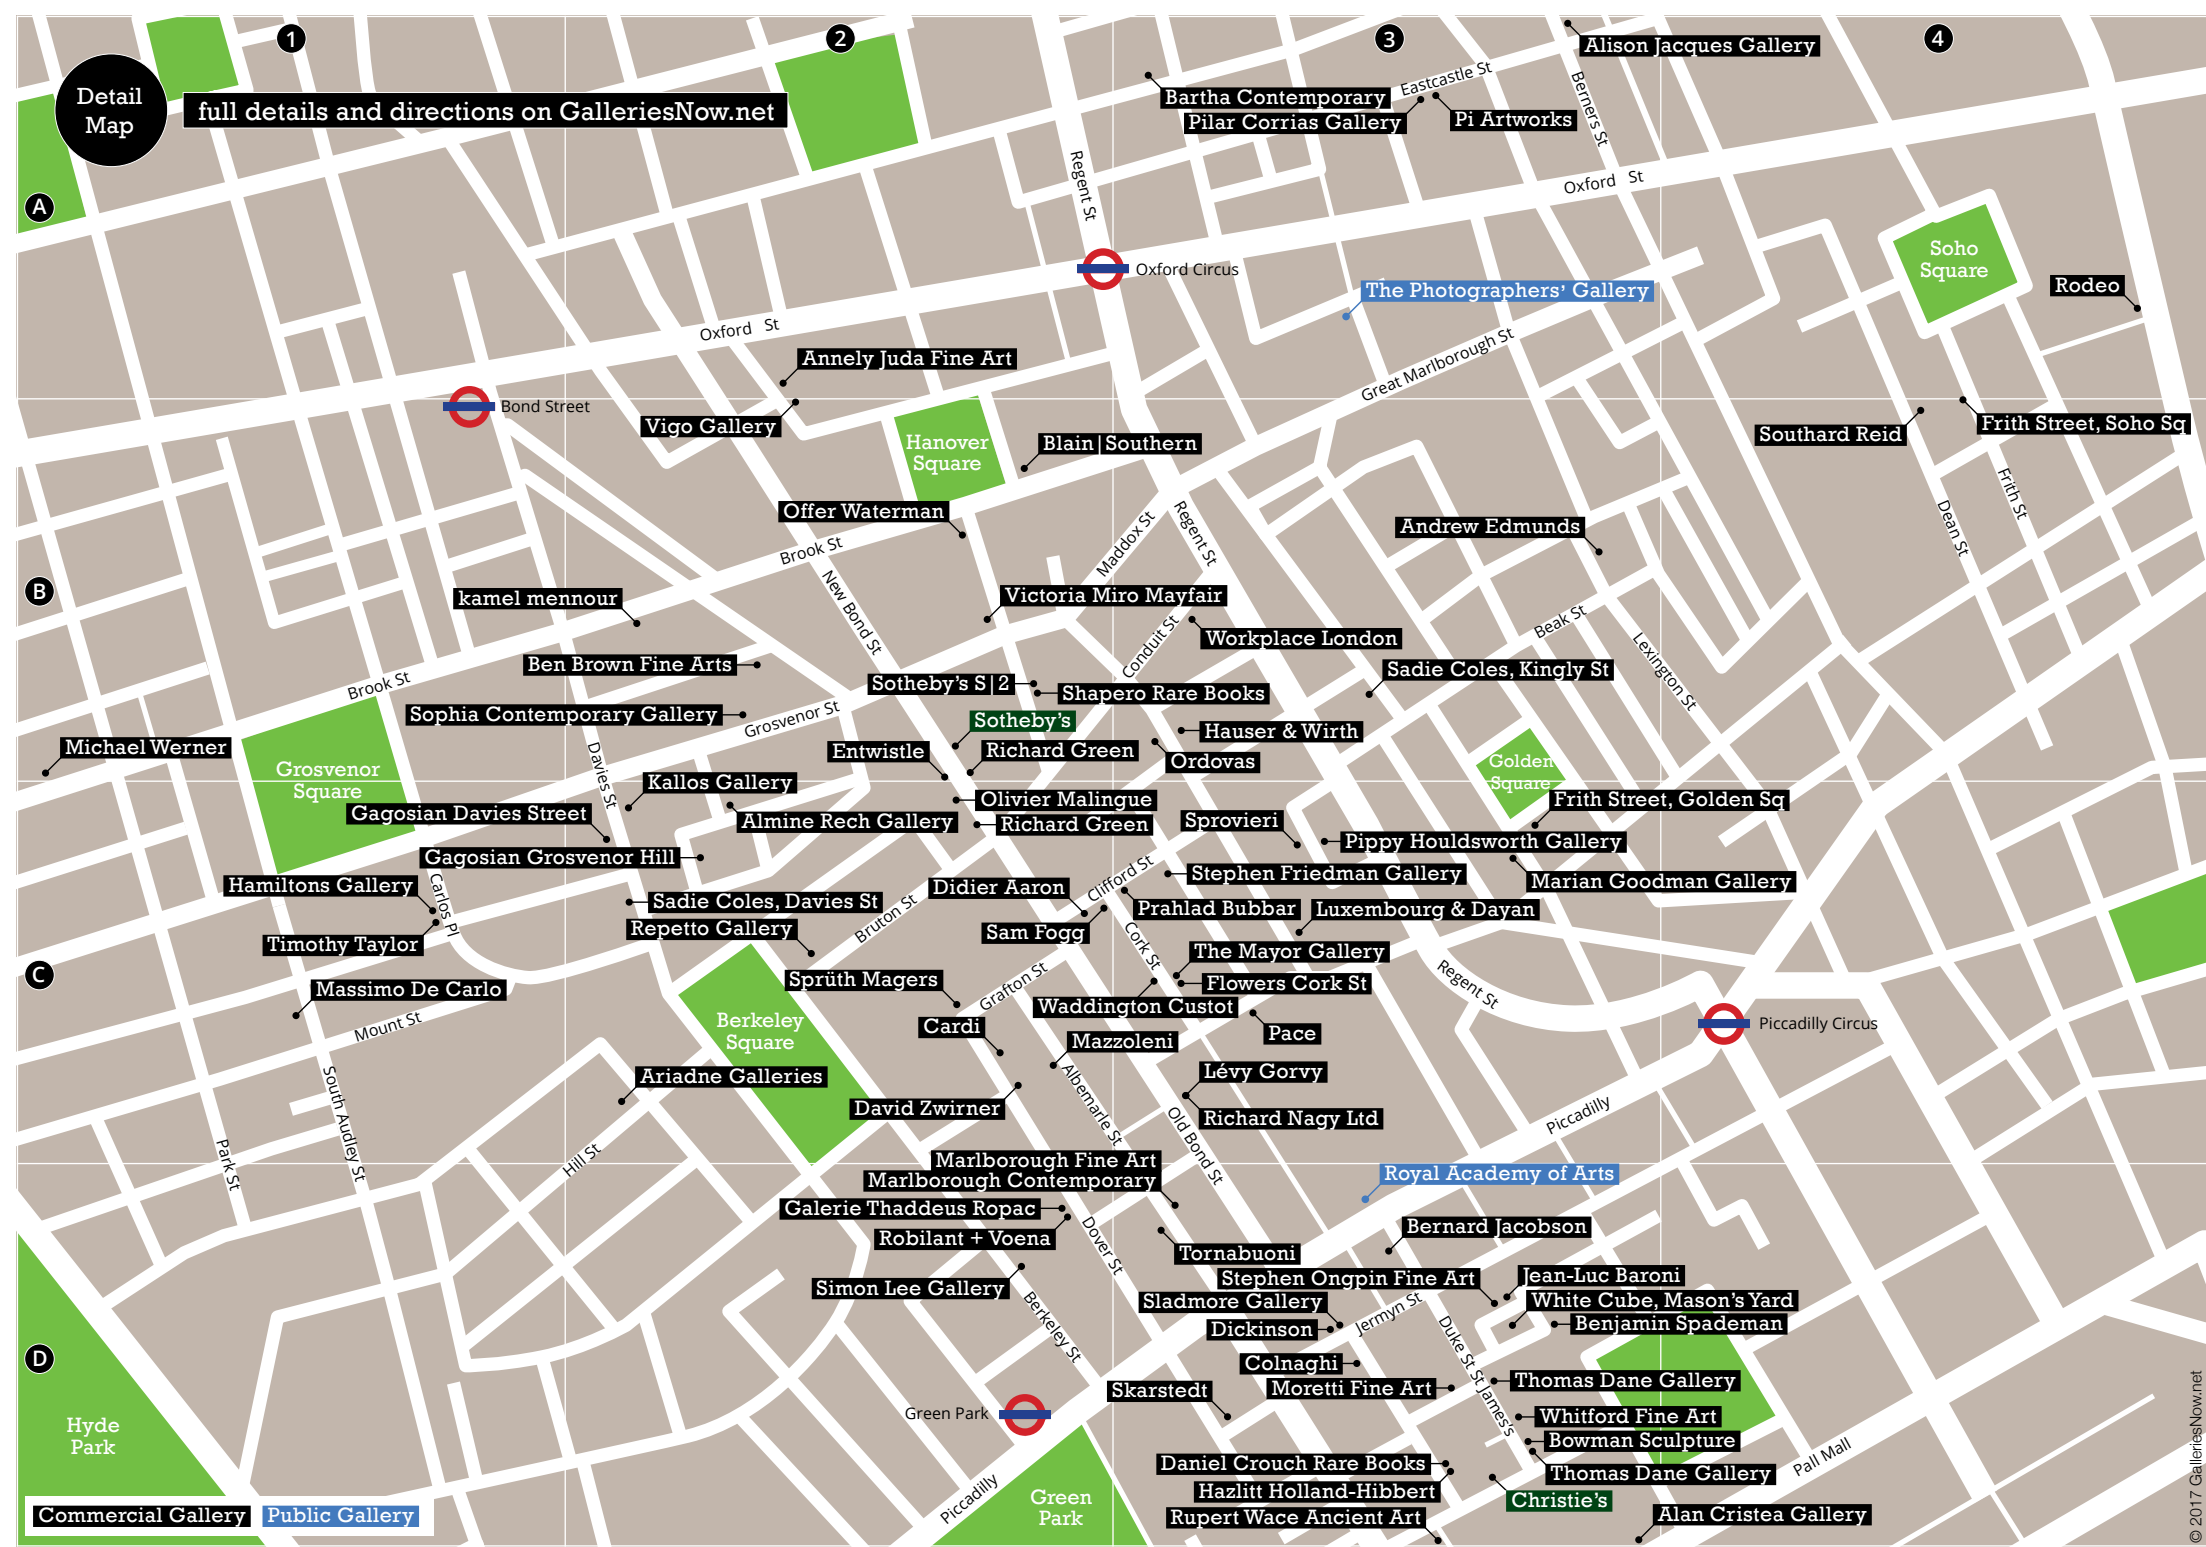 1
2
3
4
Detail
Map
full details and directions on GalleriesNow.net
Alison Jacques Gallery
Eastcastle St
Berners St
Bartha Contemporary
Pilar Corrias Gallery
Pi Artworks
Regent St
Oxford St
A
Oxford Circus
Soho
Square
Rodeo
The Photographers' Gallery
Oxford St
Great Marlborough St
Annely Juda Fine Art
Bond Street
Vigo Gallery
Hanover
Square
Blain|Southern
Southard Reid
Frith Street, Soho Sq
Frith St
Dean St
Offer Waterman
Brook St
Maddox St
Regent St
Andrew Edmunds
B
kamel mennour
New Bond St
Victoria Miro Mayfair
Conduit St
Workplace London
Beak St
Lexington St
Ben Brown Fine Arts
Sotheby's S|2
Shapero Rare Books
Sadie Coles, Kingly St
Brook St
Sophia Contemporary Gallery
Grosvenor St
Sotheby's
Hauser & Wirth
Michael Werner
Entwistle
Richard Green
Ordovas
Grosvenor
Square
Davies St
Kallos Gallery
Golden
Square
Gagosian Davies Street
Almine Rech Gallery
Olivier Malingue
Richard Green
Sprovieri
Frith Street, Golden Sq
Pippy Houldsworth Gallery
Gagosian Grosvenor Hill
Clifford St
Stephen Friedman Gallery
Marian Goodman Gallery
Hamiltons Gallery
Carlos Pl
Didier Aaron
Sadie Coles, Davies St
Prahlad Bubbar
Luxembourg & Dayan
Repetto Gallery
Bruton St
Sam Fogg
Cork St
Timothy Taylor
The Mayor Gallery
C
Sprüth Magers
Grafton St
Flowers Cork St
Regent St
Massimo De Carlo
Waddington Custot
Mount St
Berkeley
Square
Cardi
Pace
Piccadilly Circus
Mazzoleni
Ariadne Galleries
Albemarle St
Lévy Gorvy
David Zwirner
Richard Nagy Ltd
Piccadilly
South Audley St
Park St
Hill St
Old Bond St
Marlborough Fine Art
Marlborough Contemporary
Royal Academy of Arts
Galerie Thaddeus Ropac
Robilant + Voena
Dover St
Bernard Jacobson
Tornabuoni
Simon Lee Gallery
Stephen Ongpin Fine Art
Jean-Luc Baroni
Sladmore Gallery
White Cube, Mason's Yard
Dickinson
Jermyn St
Benjamin Spademan
Berkeley St
Duke St St James's
D
Colnaghi
Skarstedt
Moretti Fine Art
Thomas Dane Gallery
Green Park
Whitford Fine Art
Hyde
Park
Bowman Sculpture
Pall Mall
Daniel Crouch Rare Books
Thomas Dane Gallery
Hazlitt Holland-Hibbert
Christie's
Piccadilly
Green
Park
Rupert Wace Ancient Art
Alan Cristea Gallery
Commercial Gallery
Public Gallery
© 2017 GalleriesNow.net